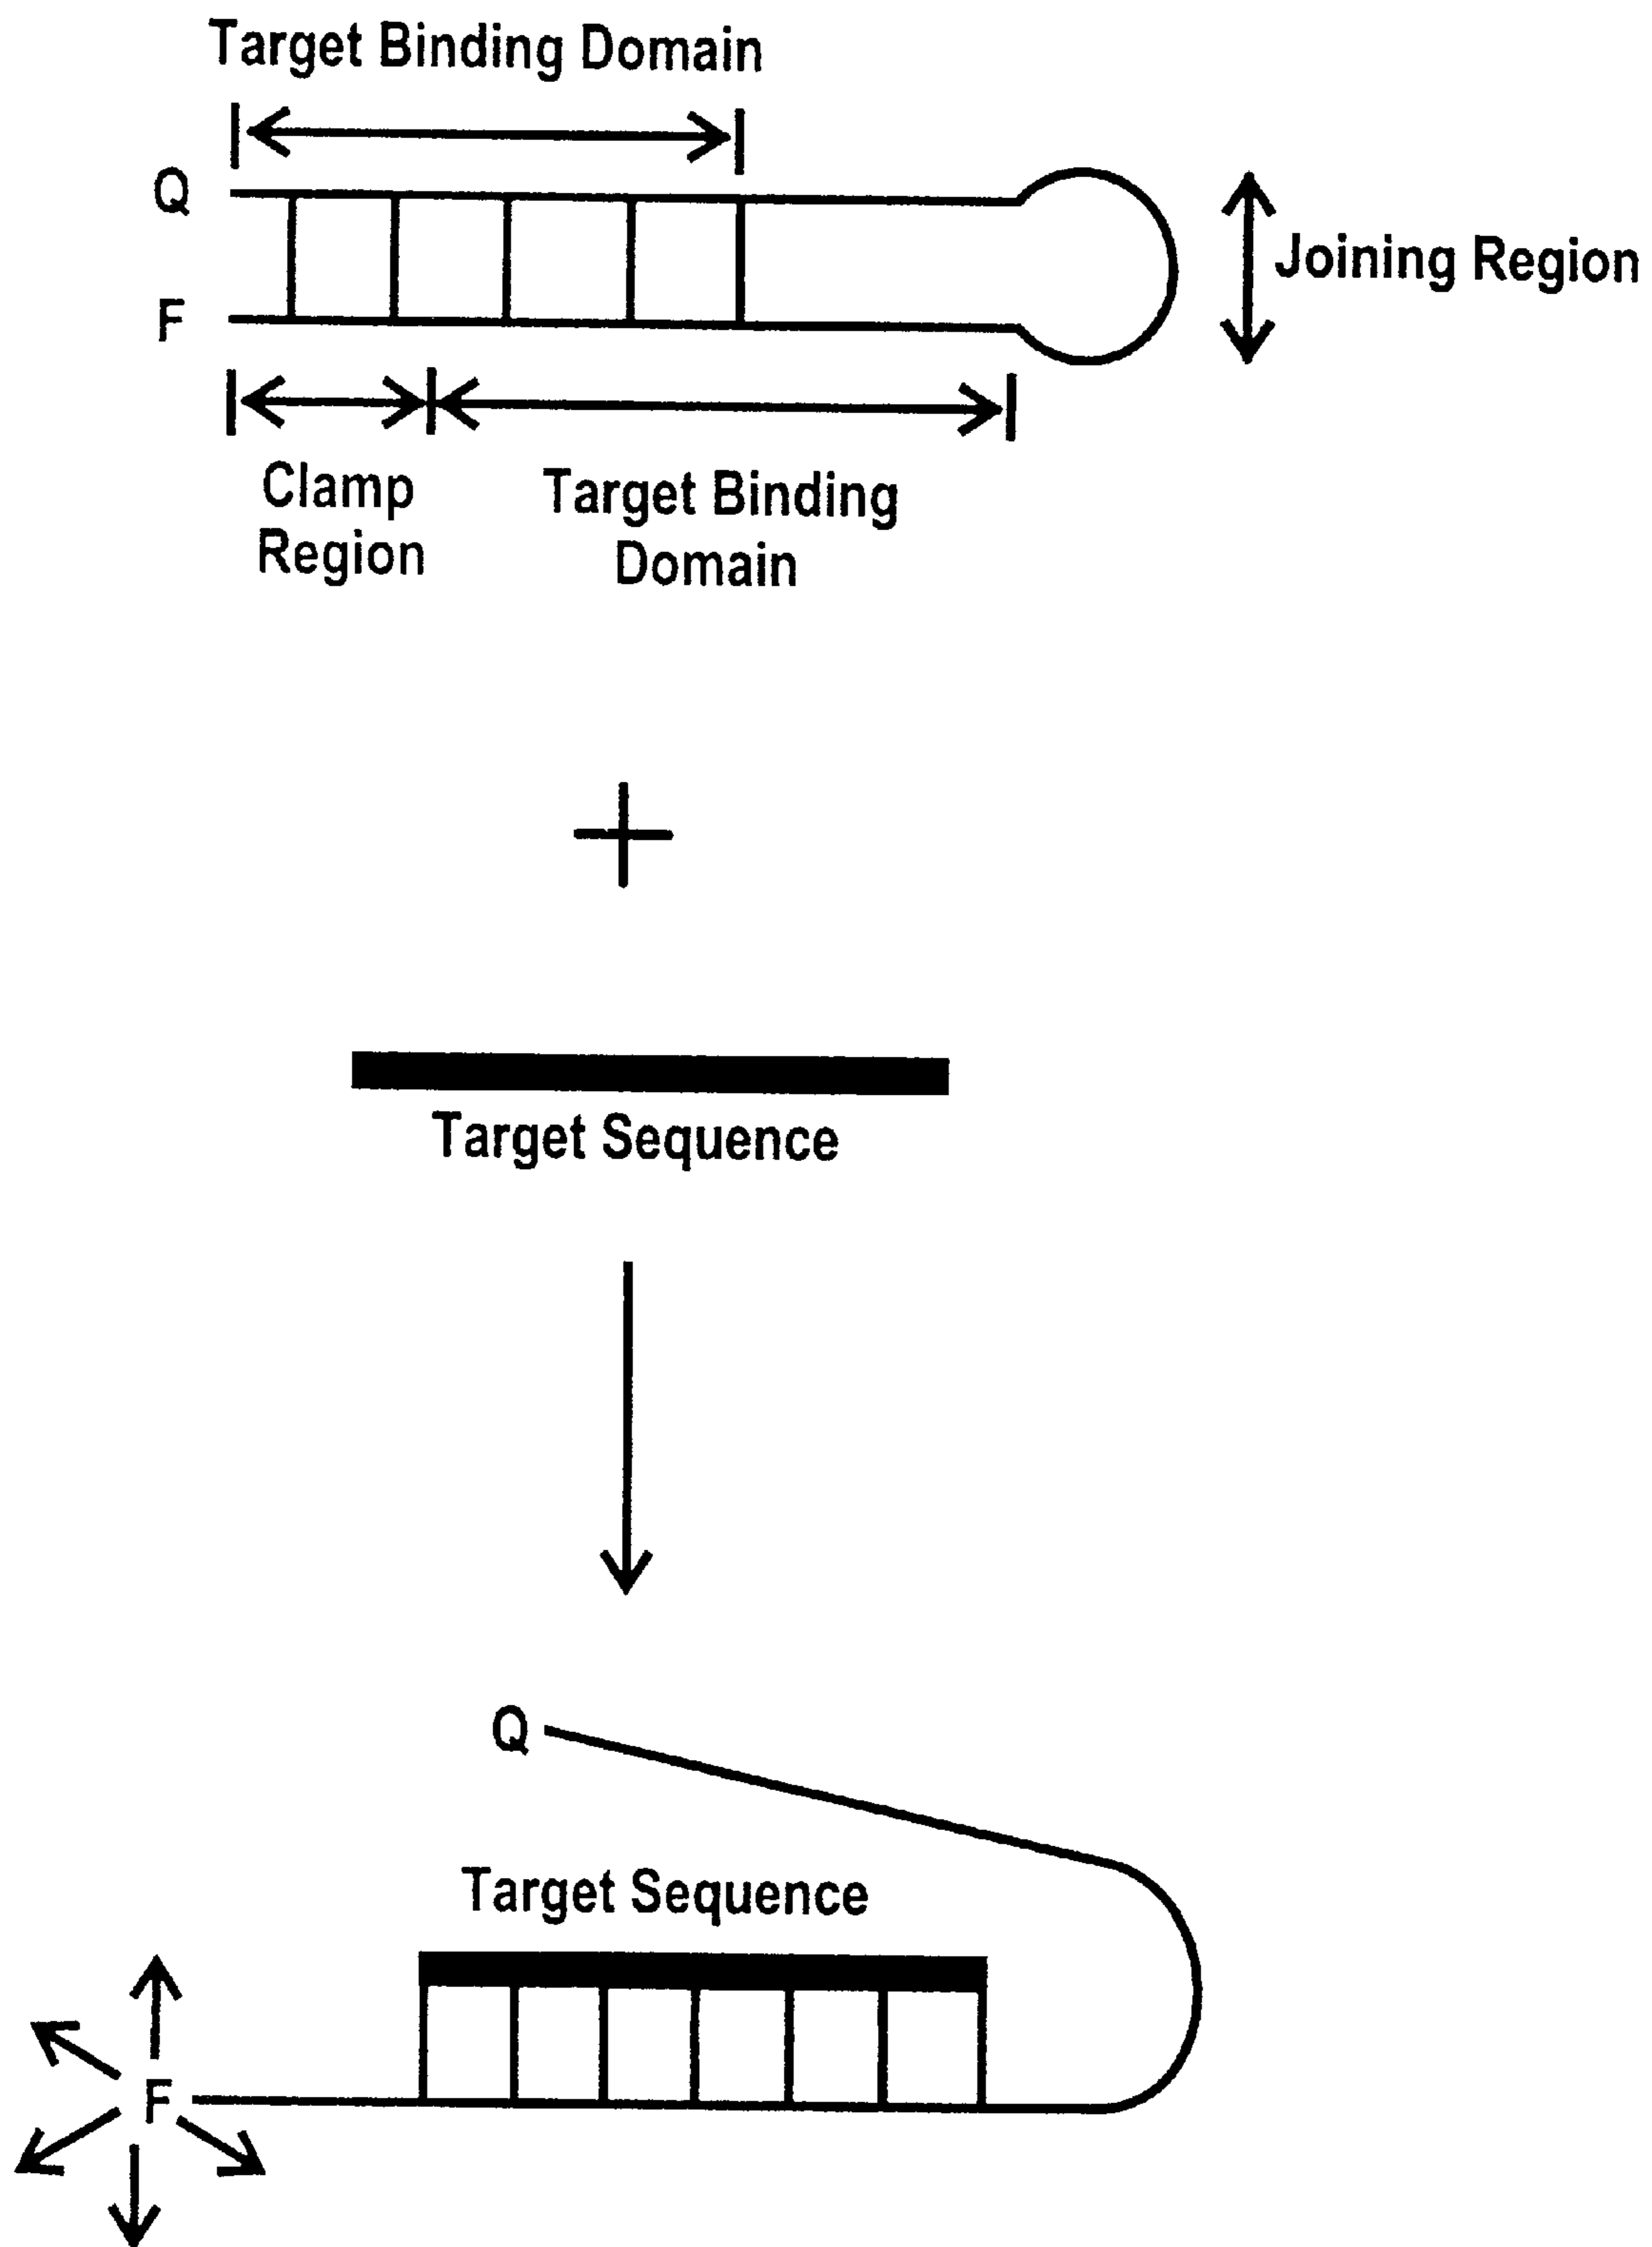 Target Binding Domain
Q
F
Joining Region
Clamp
Region
Target Binding
Domain
Target Sequence
Q
Target Sequence
F